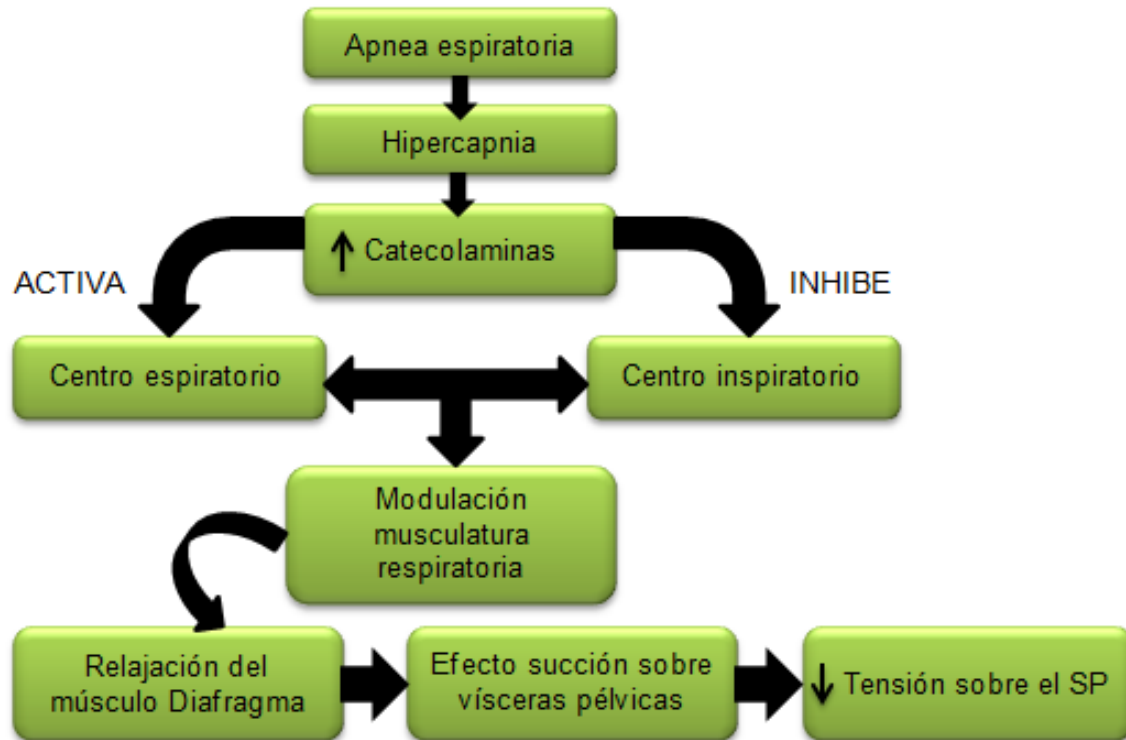 Apnea espiratoria
Hipercapnia
↑ Catecolaminas
ACTIVA
INHIBE
Centro espiratorio
Centro inspiratorio
Modulación
musculatura
respiratoria
Relajación del
músculo Diafragma
Efecto succión sobre
vísceras pélvicas
↓ Tensión sobre el SP